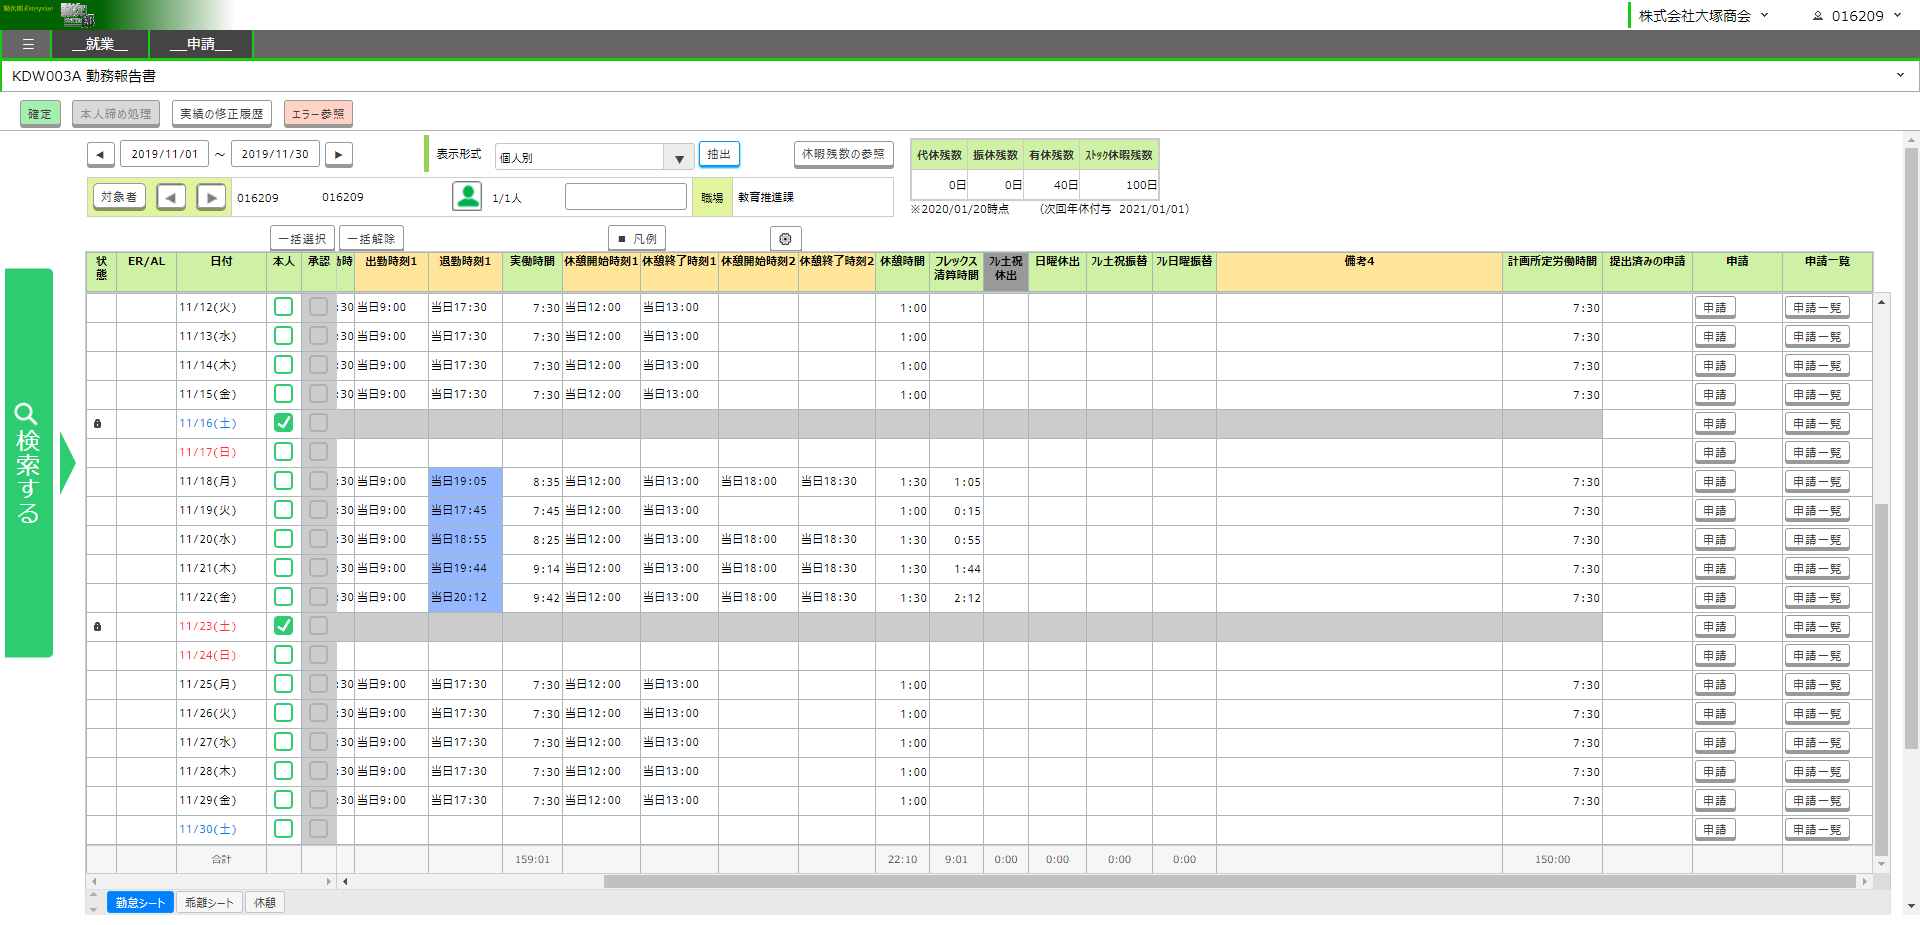 勤次郎Enterprise
株式会社大塚商会 016209
☰ __就業__ __申請__
KDW003A 勤務報告書
確定 本人締め処理 実績の修正履歴 エラー参照
◀ 2019/11/01 ～ 2019/11/30 ▶ 表示形式 個人別 ▼ 抽出 休暇残数の参照
代休残数 振休残数 有休残数 ｽﾄｯｸ休暇残数
0日 0日 40日 100日
※2020/01/20時点 (次回年休付与 2021/01/01)
対象者 ◀ ▶ 016209 016209 1/1人 職場 教育推進課
一括選択 一括解除 ■ 凡例
検索する
状態 ER/AL 日付 本人 承認 ﾙ時 出勤時刻1 退勤時刻1 実働時間 休憩開始時刻1 休憩終了時刻1 休憩開始時刻2 休憩終了時刻2 休憩時間 フレックス清算時間 ﾌﾙ土祝休出 日曜休出 ﾌﾙ土祝振替 ﾌﾙ日曜振替 備考4 計画所定労働時間 提出済みの申請 申請 申請一覧
11/12(火) :30 当日9:00 当日17:30 7:30 当日12:00 当日13:00 1:00 7:30 申請 申請一覧
11/13(水) :30 当日9:00 当日17:30 7:30 当日12:00 当日13:00 1:00 7:30 申請 申請一覧
11/14(木) :30 当日9:00 当日17:30 7:30 当日12:00 当日13:00 1:00 7:30 申請 申請一覧
11/15(金) :30 当日9:00 当日17:30 7:30 当日12:00 当日13:00 1:00 7:30 申請 申請一覧
11/16(土) 申請 申請一覧
11/17(日) 申請 申請一覧
11/18(月) :30 当日9:00 当日19:05 8:35 当日12:00 当日13:00 当日18:00 当日18:30 1:30 1:05 7:30 申請 申請一覧
11/19(火) :30 当日9:00 当日17:45 7:45 当日12:00 当日13:00 1:00 0:15 7:30 申請 申請一覧
11/20(水) :30 当日9:00 当日18:55 8:25 当日12:00 当日13:00 当日18:00 当日18:30 1:30 0:55 7:30 申請 申請一覧
11/21(木) :30 当日9:00 当日19:44 9:14 当日12:00 当日13:00 当日18:00 当日18:30 1:30 1:44 7:30 申請 申請一覧
11/22(金) :30 当日9:00 当日20:12 9:42 当日12:00 当日13:00 当日18:00 当日18:30 1:30 2:12 7:30 申請 申請一覧
11/23(土) 申請 申請一覧
11/24(日) 申請 申請一覧
11/25(月) :30 当日9:00 当日17:30 7:30 当日12:00 当日13:00 1:00 7:30 申請 申請一覧
11/26(火) :30 当日9:00 当日17:30 7:30 当日12:00 当日13:00 1:00 7:30 申請 申請一覧
11/27(水) :30 当日9:00 当日17:30 7:30 当日12:00 当日13:00 1:00 7:30 申請 申請一覧
11/28(木) :30 当日9:00 当日17:30 7:30 当日12:00 当日13:00 1:00 7:30 申請 申請一覧
11/29(金) :30 当日9:00 当日17:30 7:30 当日12:00 当日13:00 1:00 7:30 申請 申請一覧
11/30(土) 申請 申請一覧
合計 159:01 22:10 9:01 0:00 0:00 0:00 0:00 150:00
勤怠シート 乖離シート 休憩